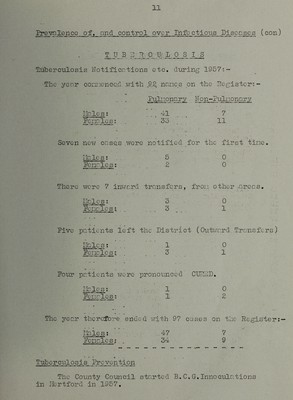 11
Prevalence of, and control over Infectious Diseases (con)
TUBERCULOSIS
Tuberculosis Notifications etc. during 1957:-
The year commenced with 92 names on the Register:-
Pulmonary Non-Pulmonary
Males: 41 7
Females: 33 11
Seven new cases were notified for the first time.
Males: 5 0
Females: 2 0
There were 7 inward transfers, from other Areas.
Males: 3 0
Females: 3 1
Five patients left the District (Outward Transfers)
Males: 1 0
Females: 3 1
Four patients were pronounced CURED.
Males: 1 0
Females: 1 2
The year therefore ended with 97 cases on the Register:-
Males: 47 7
Females: 34 9
Tuberculosis Prevention
The County Council started B.C.G.Innoculations
in Hertford in 1957.